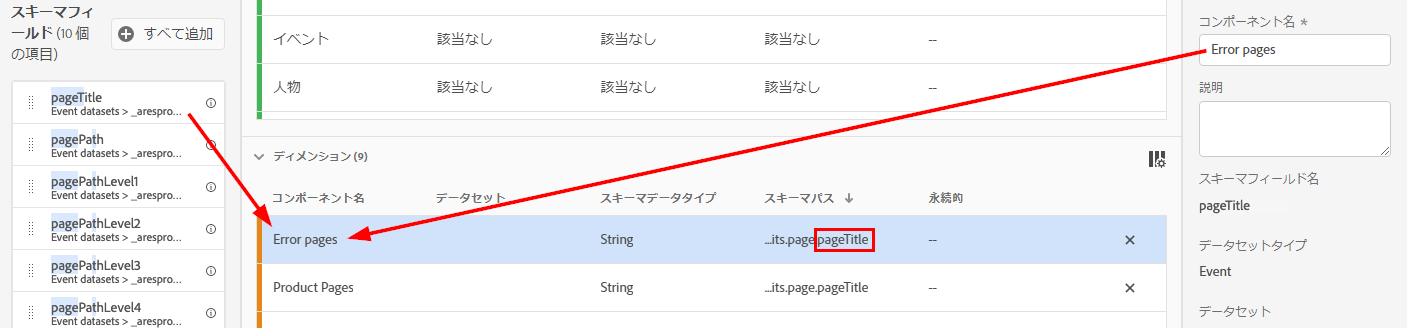 スキーマフィ
ールド (10 個
の項目)
すべて追加
pageTitle
Event datasets > _arespro...
pagePath
Event datasets > _arespro...
pagePathLevel1
Event datasets > _arespro...
pagePathLevel2
Event datasets > _arespro...
pagePathLevel3
Event datasets > _arespro...
pagePathLevel4
Event datasets > _arespro...
イベント 該当なし 該当なし 該当なし --
人物 該当なし 該当なし 該当なし --
ディメンション (9)
コンポーネント名 データセット スキーマデータタイプ スキーマパス ↓ 永続的
Error pages String ...its.page.pageTitle --
Product Pages String ...its.page.pageTitle --
コンポーネント名 *
Error pages
説明
スキーマフィールド名
pageTitle
データセットタイプ
Event
データセット